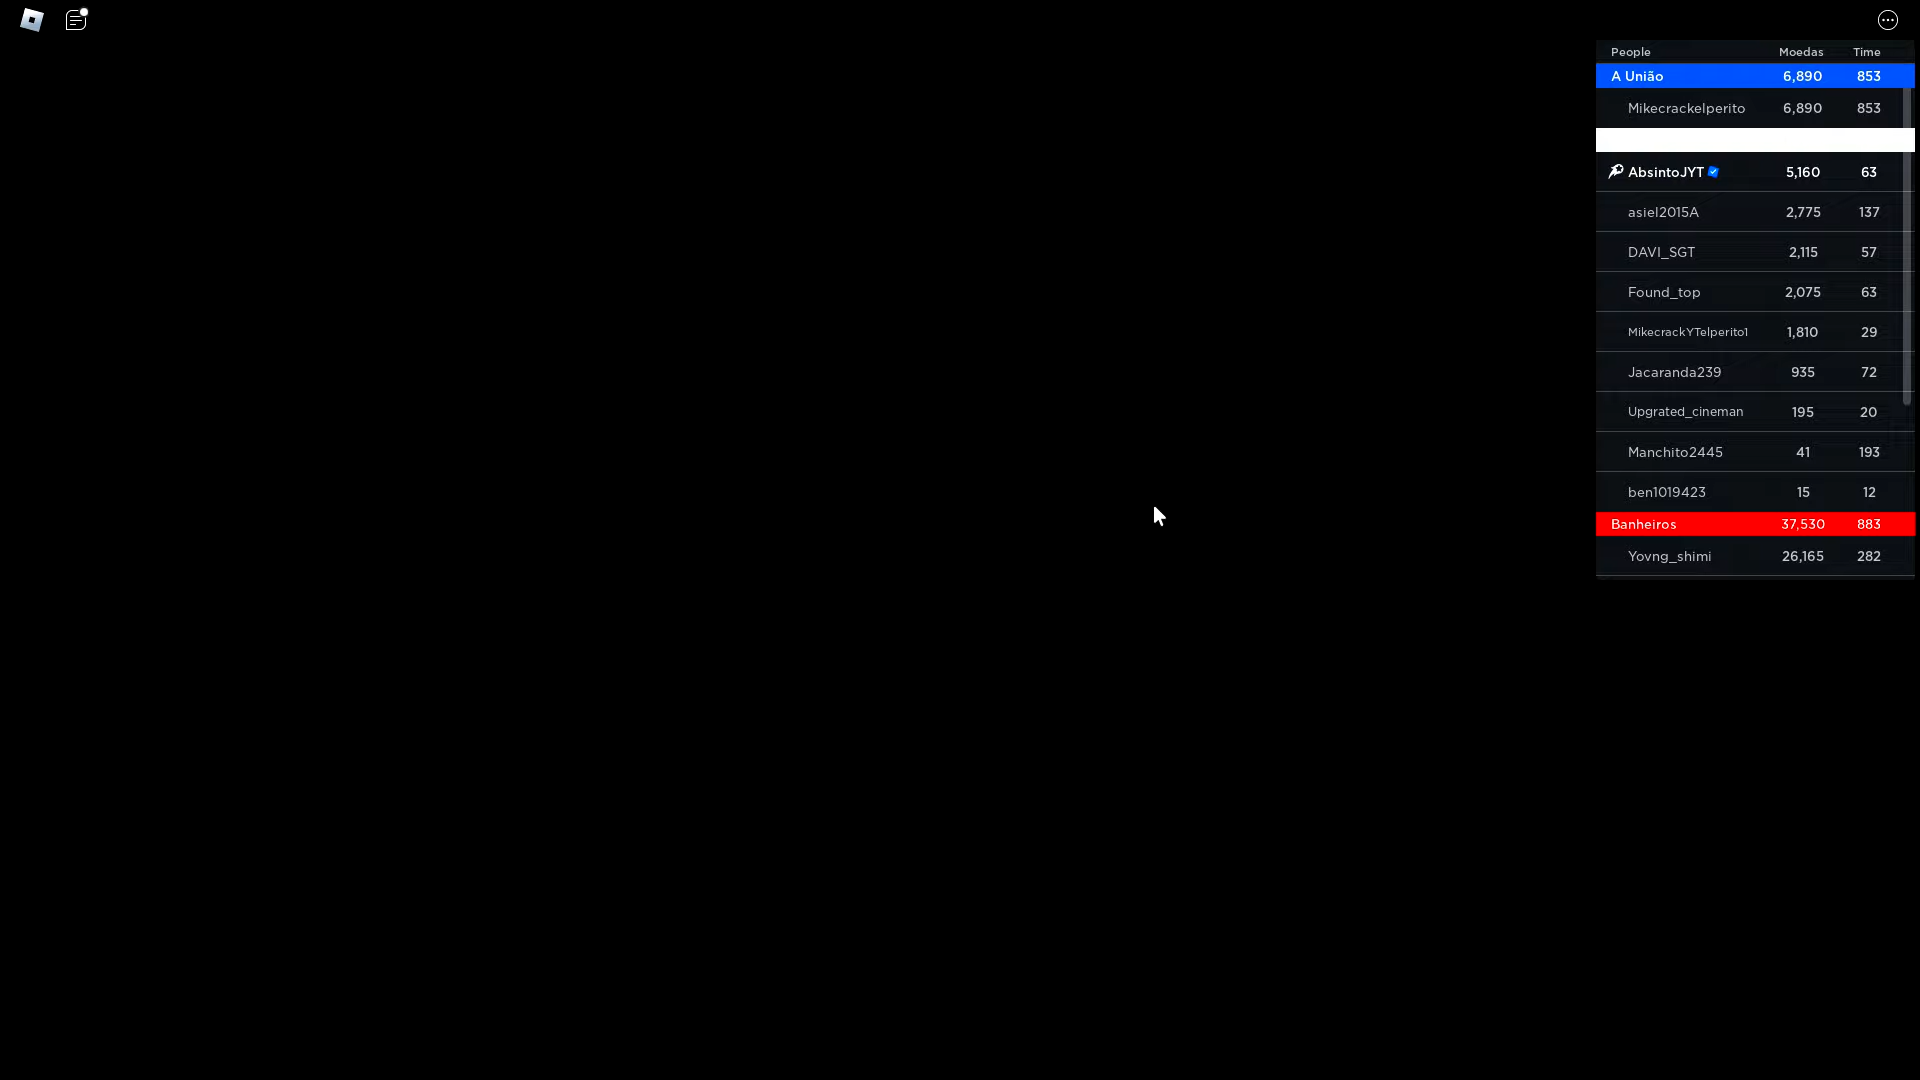 People Moedas Time
A União 6,890 853
Mikecrackelperito 6,890 853
AbsintoJYT 5,160 63
asiel2015A 2,775 137
DAVI_SGT 2,115 57
Found_top 2,075 63
MikecrackYTelperito1 1,810 29
Jacaranda239 935 72
Upgrated_cineman 195 20
Manchito2445 41 193
ben1019423 15 12
Banheiros 37,530 883
Yovng_shimi 26,165 282